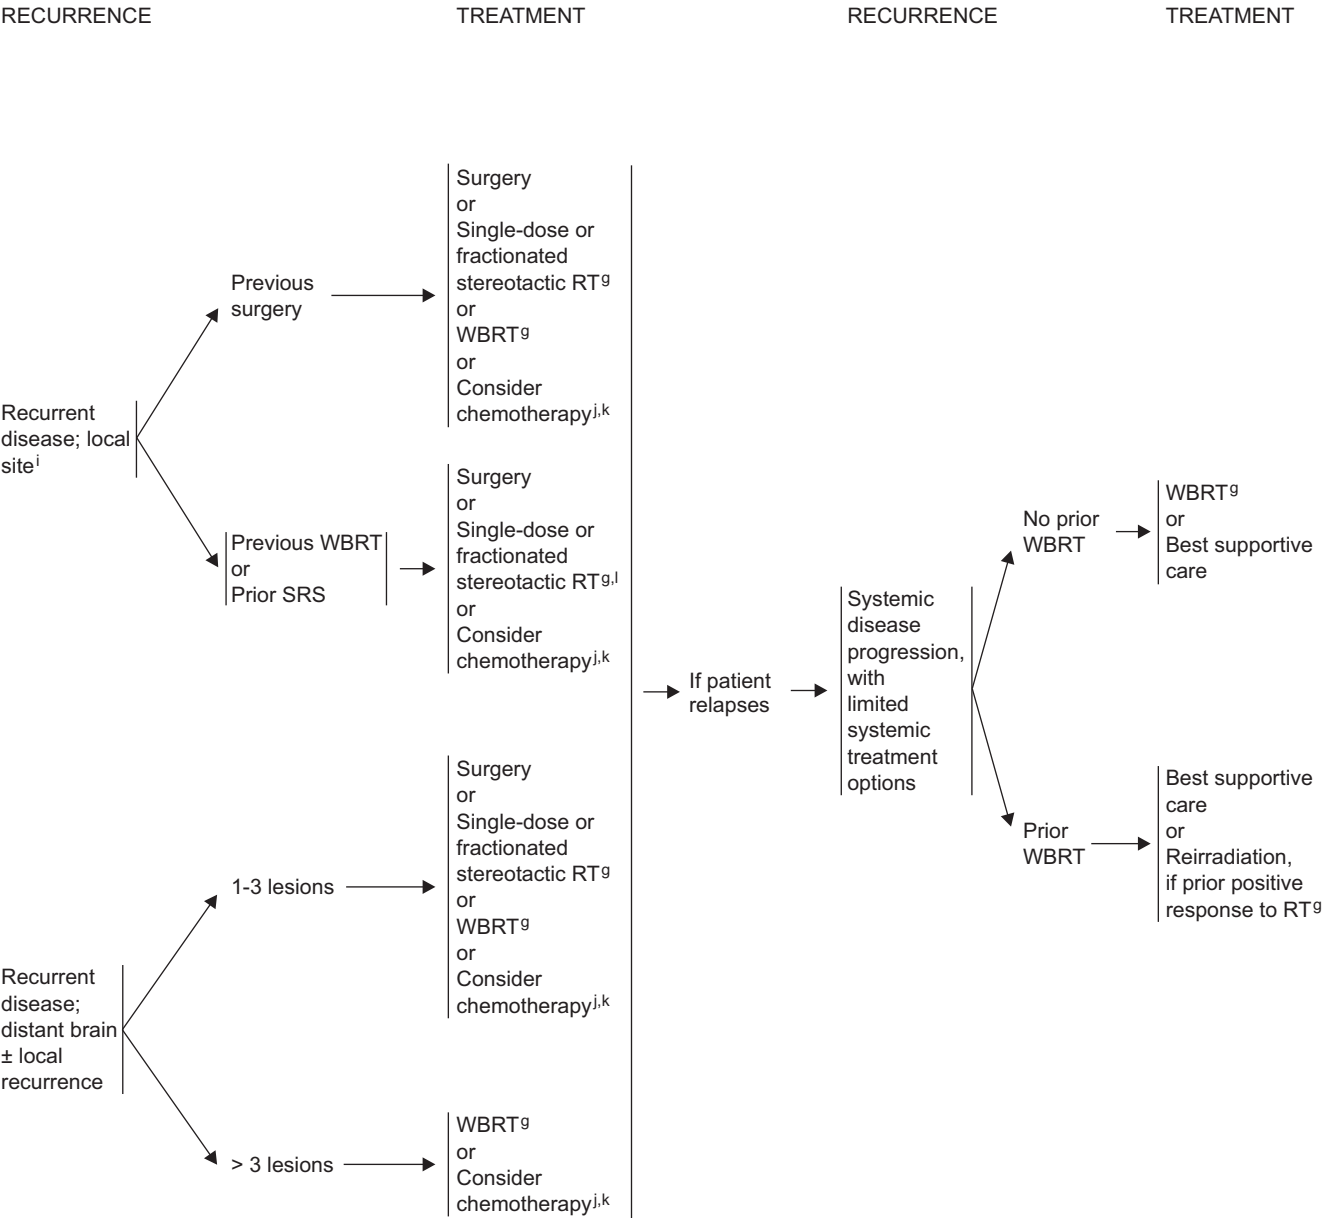 RECURRENCE
TREATMENT
RECURRENCE
TREATMENT
Recurrent
disease; local
siteⁱ
Previous
surgery
Surgery
or
Single-dose or
fractionated
stereotactic RTᵍ
or
WBRTᵍ
or
Consider
chemotherapyʲ,ᵏ
Previous WBRT
or
Prior SRS
Surgery
or
Single-dose or
fractionated
stereotactic RTᵍ,ˡ
or
Consider
chemotherapyʲ,ᵏ
Recurrent
disease;
distant brain
± local
recurrence
1-3 lesions
Surgery
or
Single-dose or
fractionated
stereotactic RTᵍ
or
WBRTᵍ
or
Consider
chemotherapyʲ,ᵏ
> 3 lesions
WBRTᵍ
or
Consider
chemotherapyʲ,ᵏ
If patient
relapses
Systemic
disease
progression,
with
limited
systemic
treatment
options
No prior
WBRT
WBRTᵍ
or
Best supportive
care
Prior
WBRT
Best supportive
care
or
Reirradiation,
if prior positive
response to RTᵍ